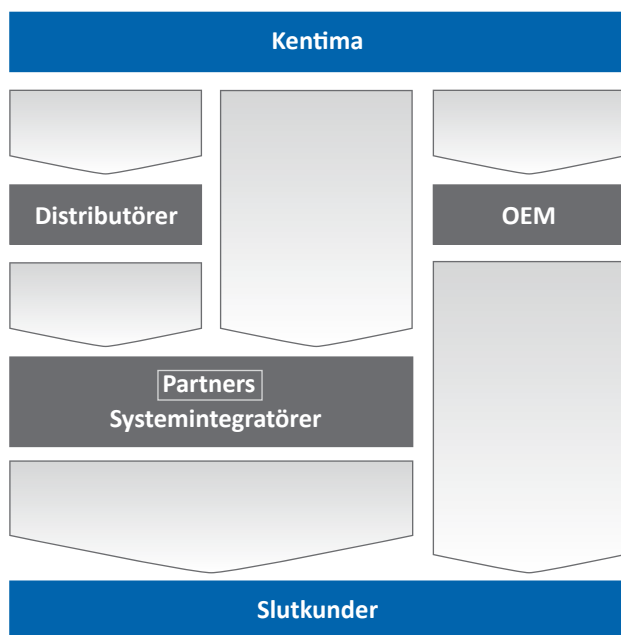 Kentima
Distributörer
OEM
Partners
Systemintegratörer
Slutkunder